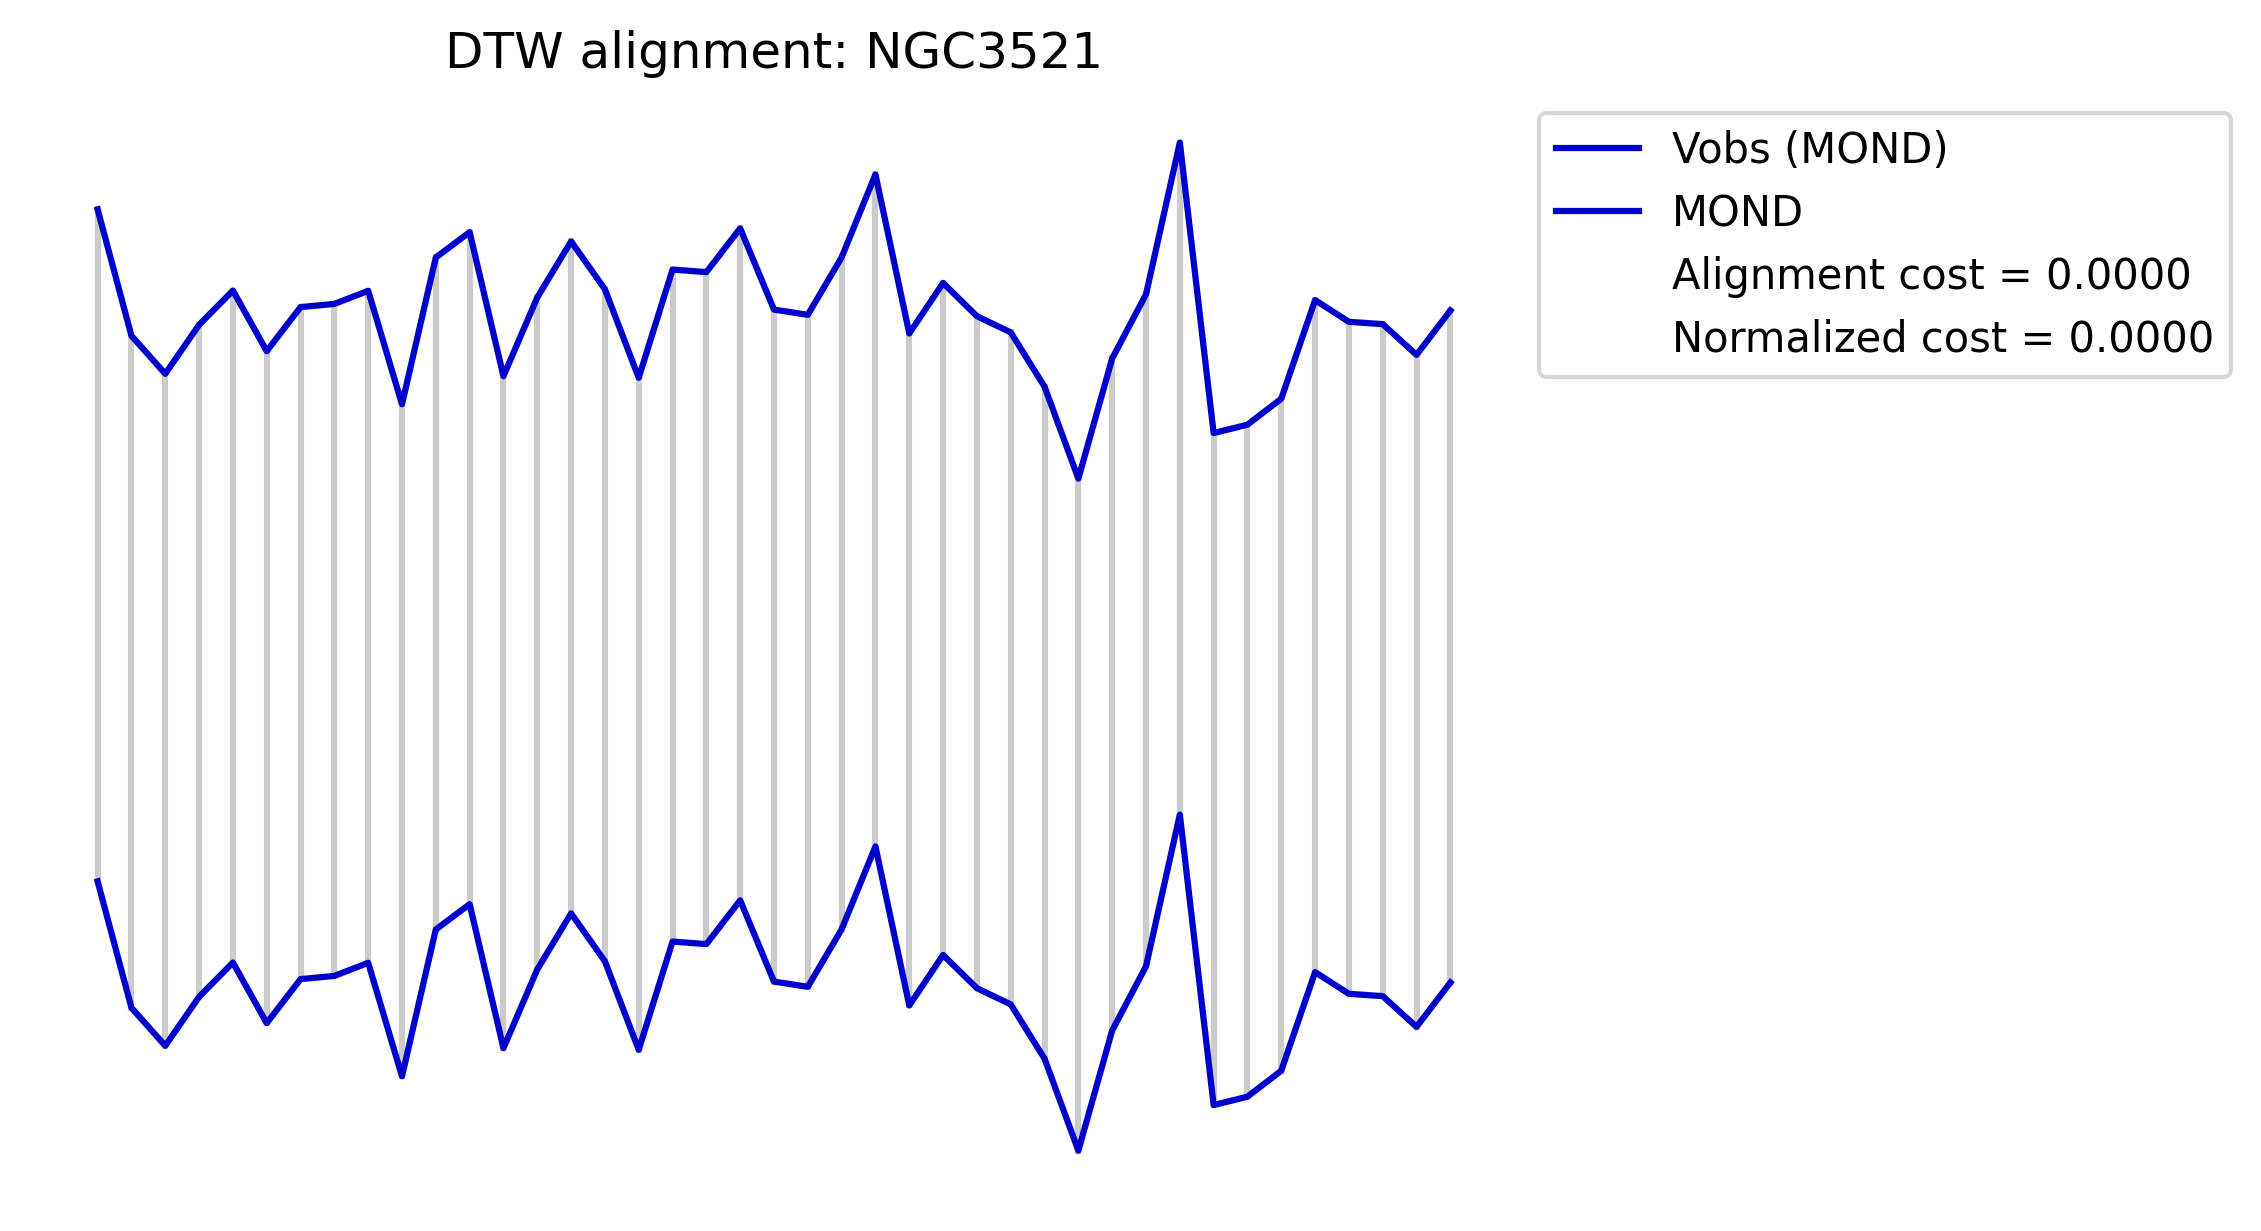 DTW alignment: NGC3521
Vobs (MOND)
MOND
Alignment cost = 0.0000
Normalized cost = 0.0000